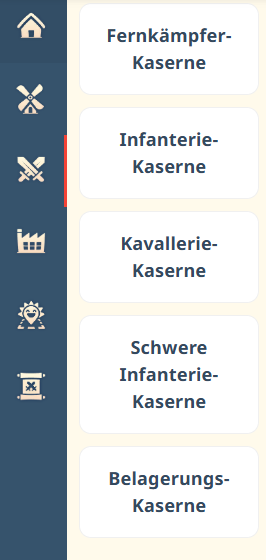 Fernkämpfer-
Kaserne
Infanterie-
Kaserne
Kavallerie-
Kaserne
Schwere
Infanterie-
Kaserne
Belagerungs-
Kaserne